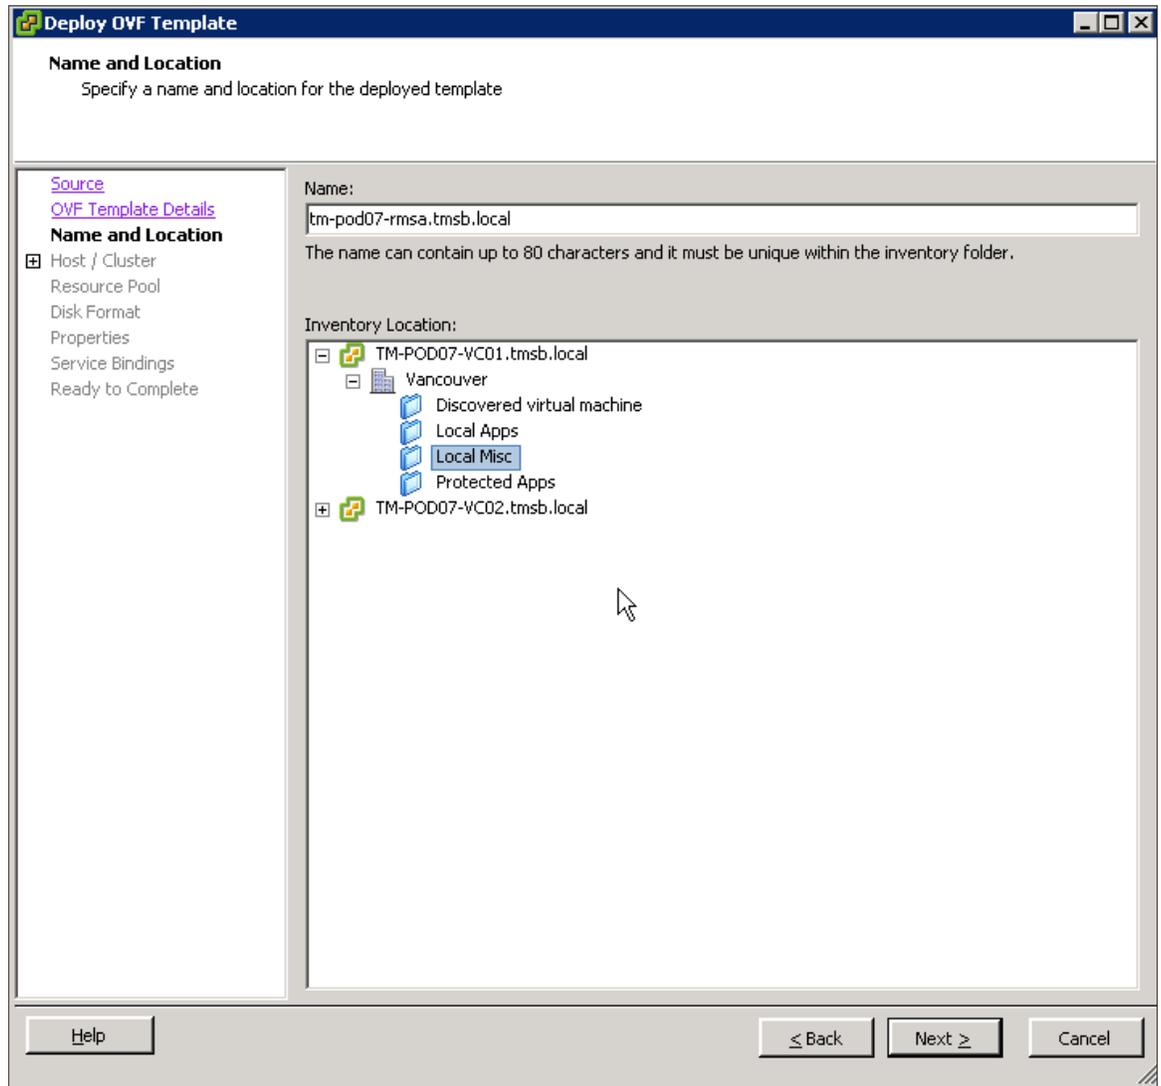 Deploy OVF Template
Name and Location
Specify a name and location for the deployed template
Source
OVF Template Details
Name and Location
Host / Cluster
Resource Pool
Disk Format
Properties
Service Bindings
Ready to Complete
Name:
tm-pod07-rmsa.tmsb.local
The name can contain up to 80 characters and it must be unique within the inventory folder.
Inventory Location:
TM-POD07-VC01.tmsb.local
Vancouver
Discovered virtual machine
Local Apps
Local Misc
Protected Apps
TM-POD07-VC02.tmsb.local
Help
< Back
Next >
Cancel